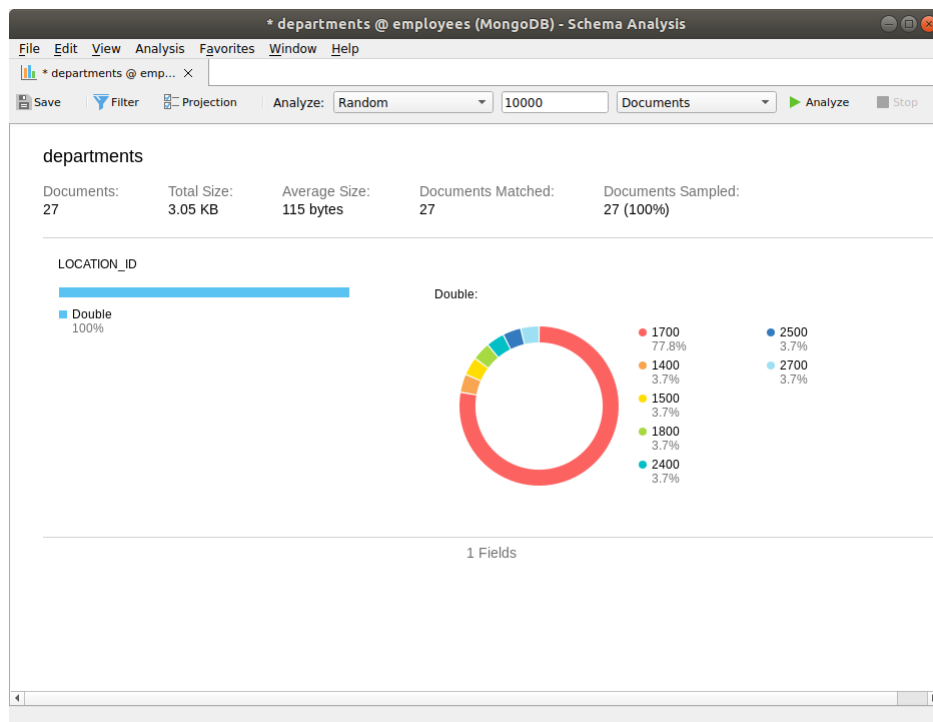 * departments @ employees (MongoDB) - Schema Analysis
File Edit View Analysis Favorites Window Help
* departments @ emp...
Save Filter Projection Analyze: Random 10000 Documents Analyze Stop
departments
Documents: Total Size: Average Size: Documents Matched: Documents Sampled:
27 3.05 KB 115 bytes 27 27 (100%)
LOCATION_ID
Double
100%
Double:
1700
77.8%
1400
3.7%
1500
3.7%
1800
3.7%
2400
3.7%
2500
3.7%
2700
3.7%
1 Fields